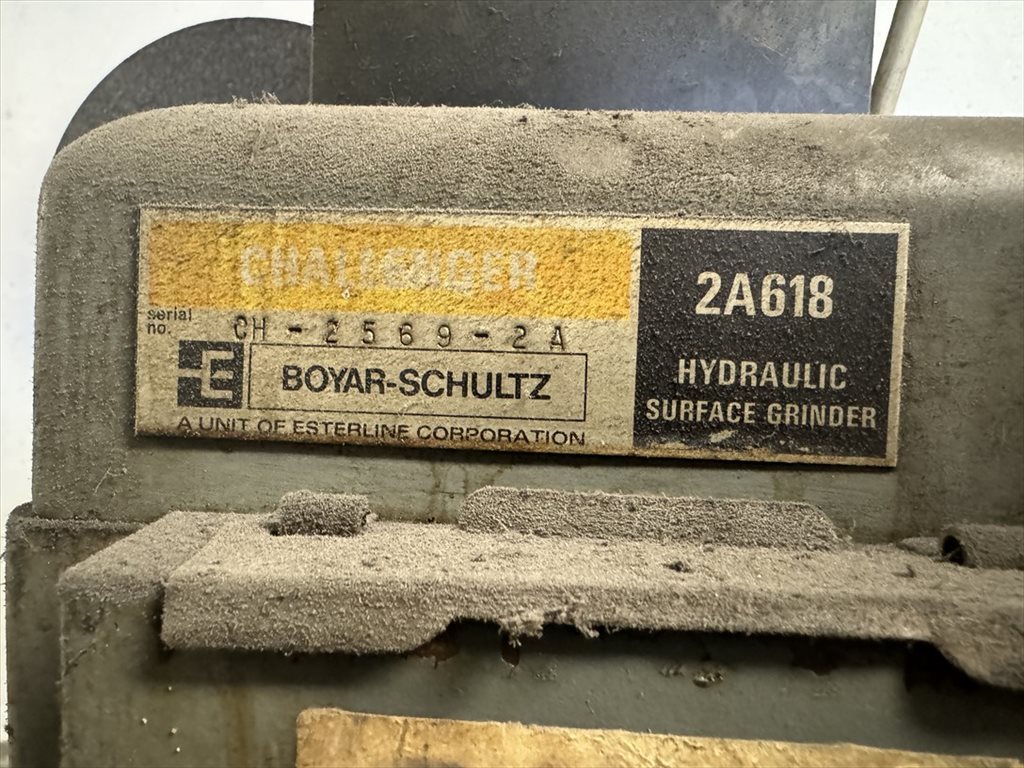 CHALLENGER
serial
no. CH-2569-2A
E BOYAR-SCHULTZ
A UNIT OF ESTERLINE CORPORATION
2A618
HYDRAULIC
SURFACE GRINDER